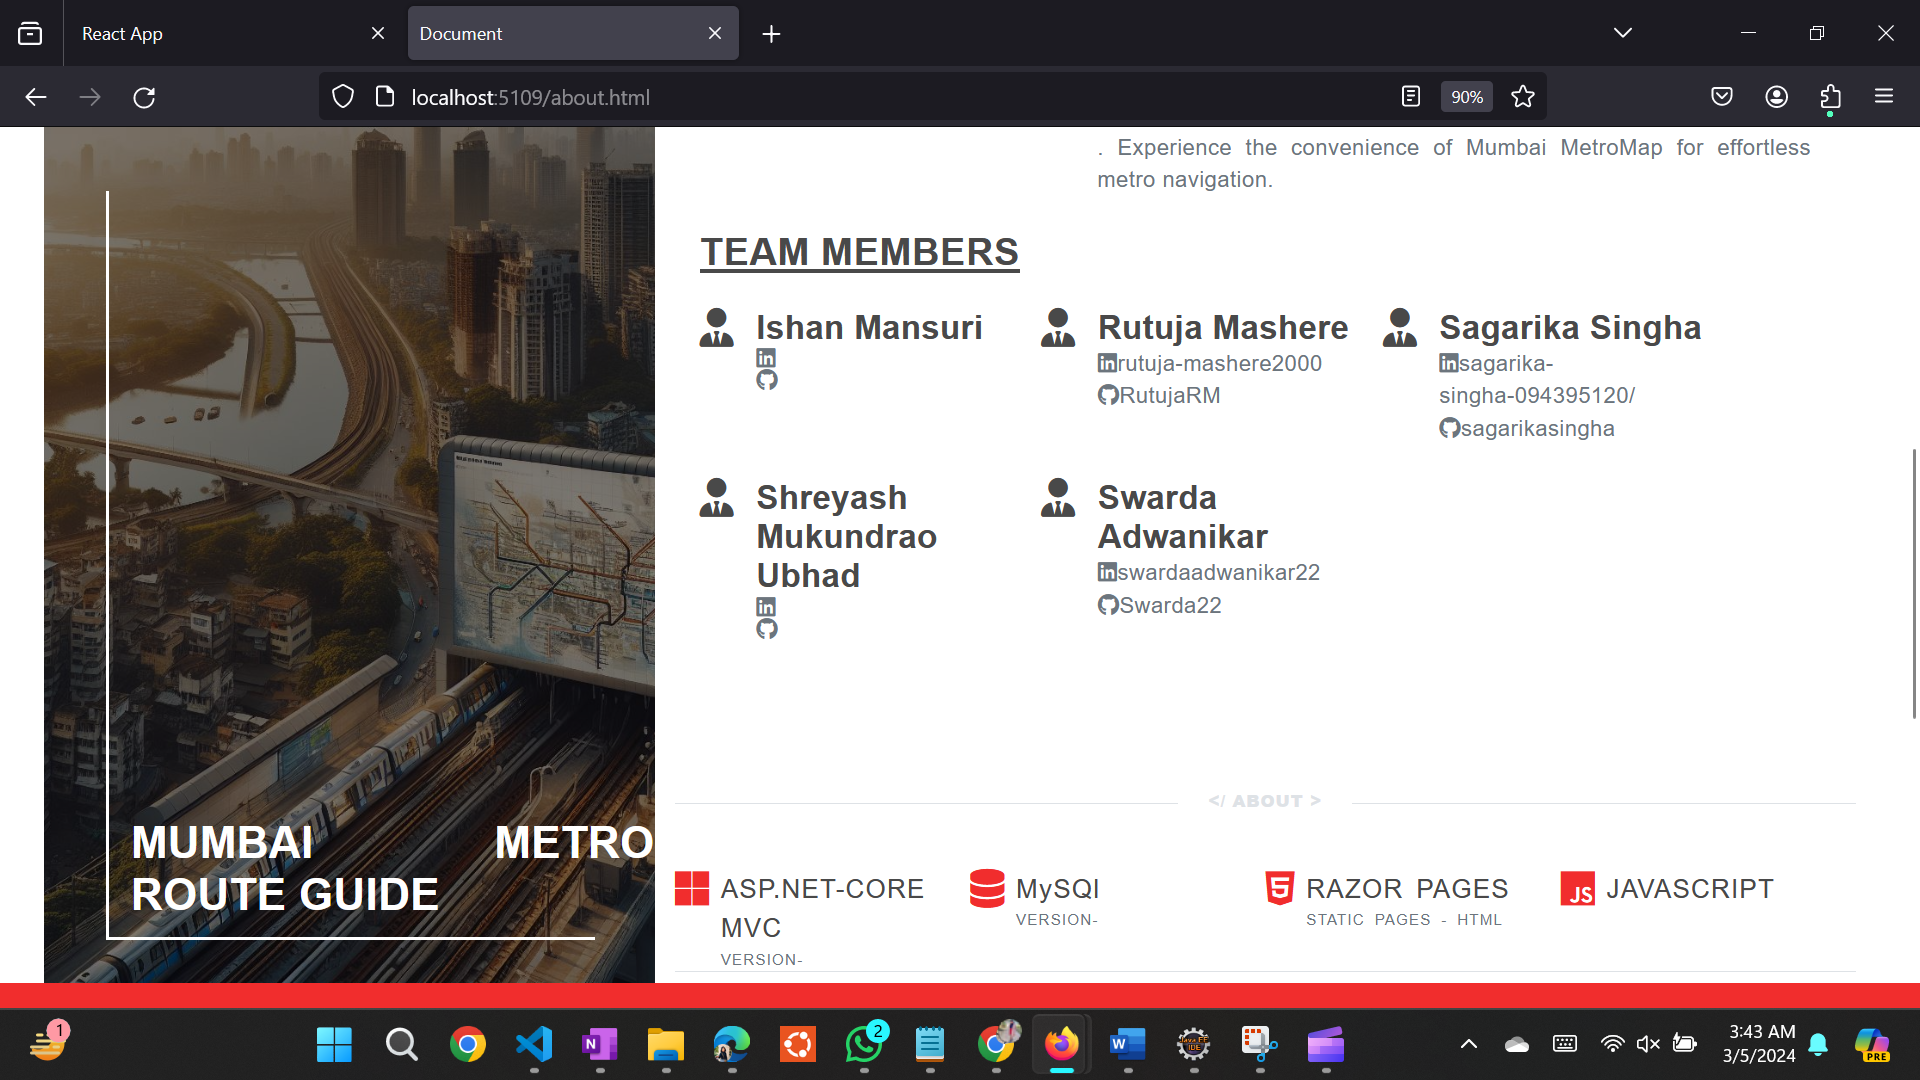 React App
Document
localhost:5109/about.html
90%
. Experience the convenience of Mumbai MetroMap for effortless
metro navigation.
TEAM MEMBERS
Ishan Mansuri
Rutuja Mashere
rutuja-mashere2000
RutujaRM
Sagarika Singha
sagarika-
singha-094395120/
sagarikasingha
Shreyash
Mukundrao
Ubhad
Swarda
Adwanikar
swardaadwanikar22
Swarda22
MUMBAI METRO
ROUTE GUIDE
</ ABOUT >
ASP.NET-CORE
MVC
VERSION-
MySQl
VERSION-
RAZOR PAGES
STATIC PAGES - HTML
JS
JAVASCRIPT
1
2
3:43 AM
3/5/2024
PRE